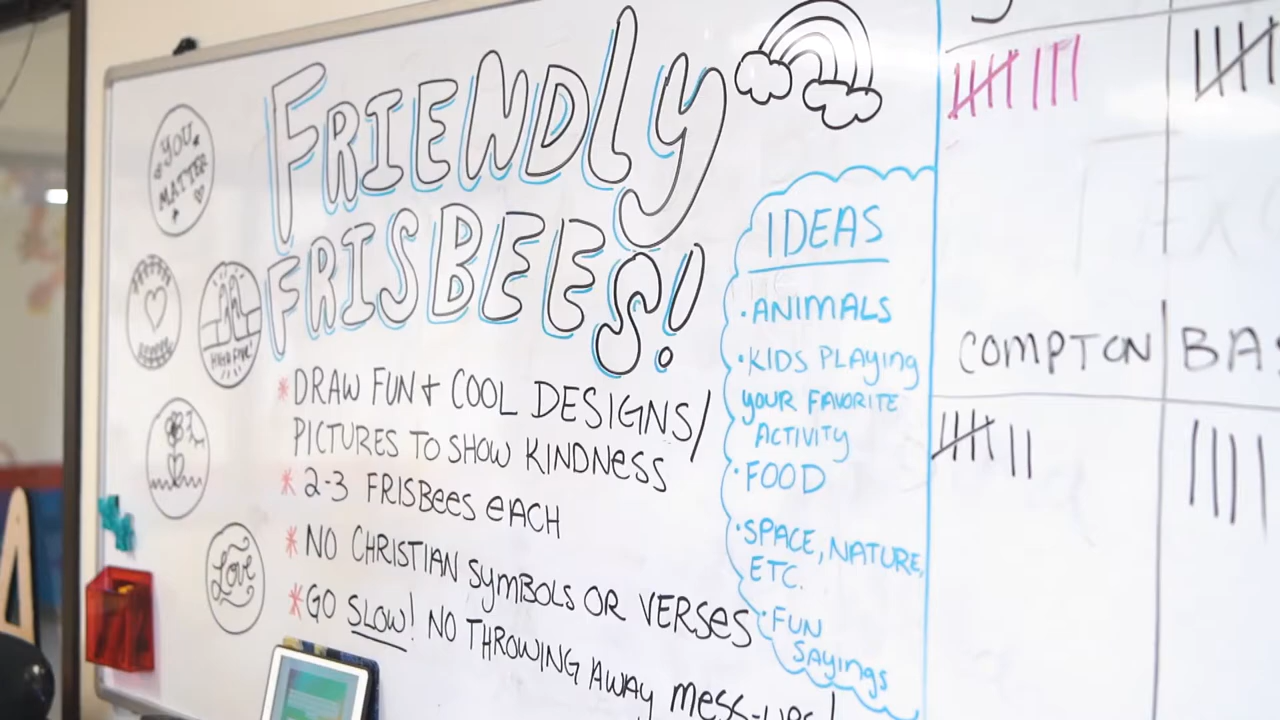 FRIENDLY
FRISBEES!
* DRAW FUN + COOL DESIGNS/
PICTURES TO SHOW KINDNESS
* 2-3 FRISBEES EACH
* NO CHRISTIAN SYMBOLS OR VERSES
* GO SLOW! NO THROWING AWAY MESS-UPS!
YOU
MATTER
LOVE
IDEAS
· ANIMALS
· KIDS PLAYING
YOUR FAVORITE
ACTIVITY
· FOOD
· SPACE, NATURE,
ETC.
· FUN
SAYINGS
COMPTON